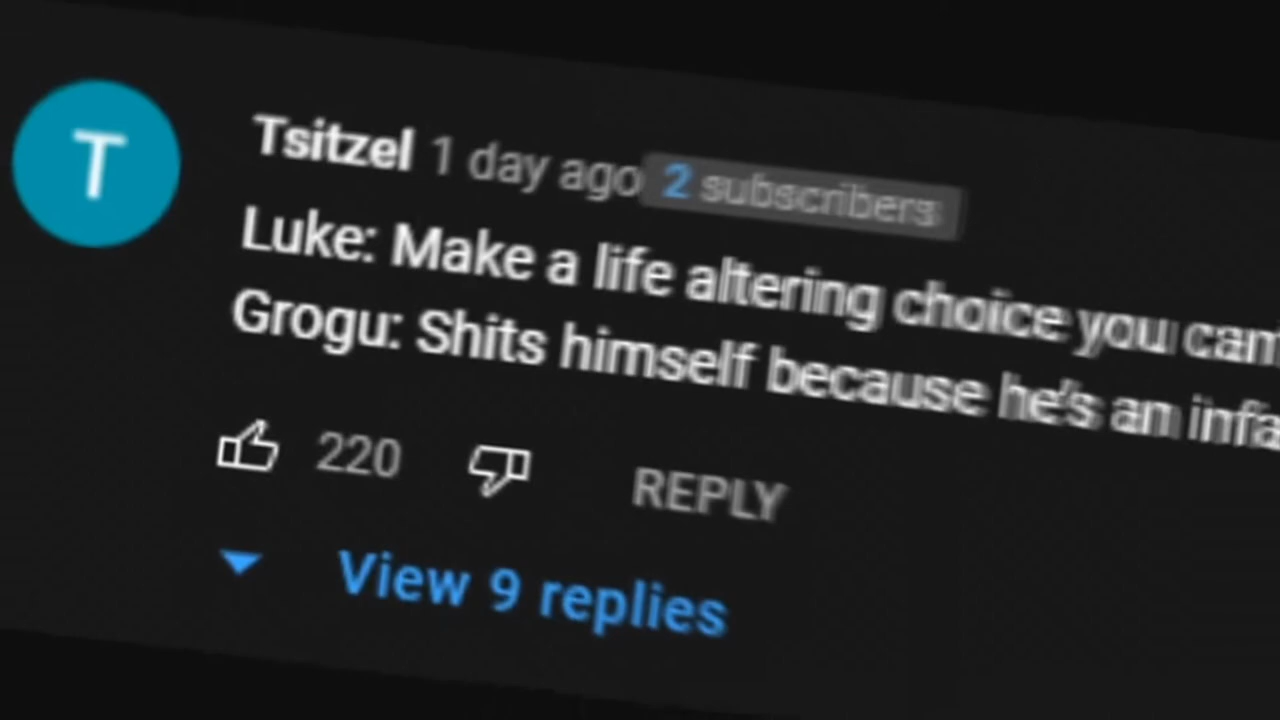 T
Tsitzel 1 day ago 2 subscribers
Luke: Make a life altering choice you
Grogu: Shits himself because he's an
220 REPLY
View 9 replies